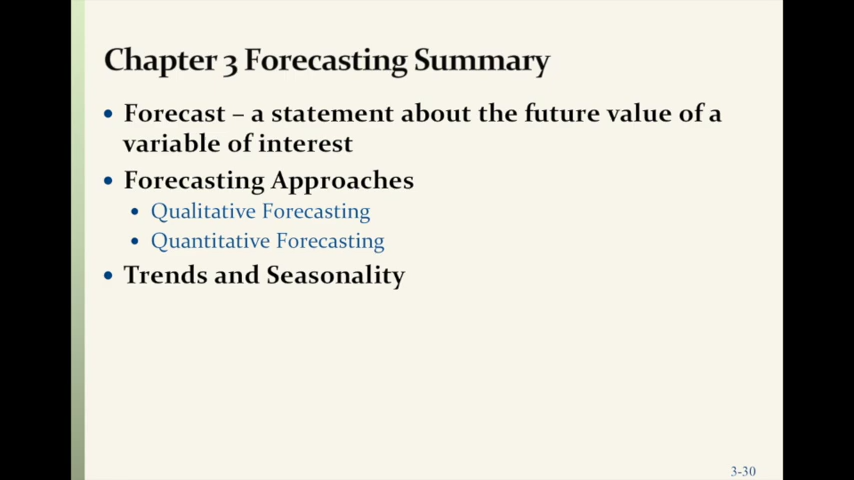 Chapter 3 Forecasting Summary
• Forecast – a statement about the future value of a
variable of interest
• Forecasting Approaches
• Qualitative Forecasting
• Quantitative Forecasting
• Trends and Seasonality
3-30